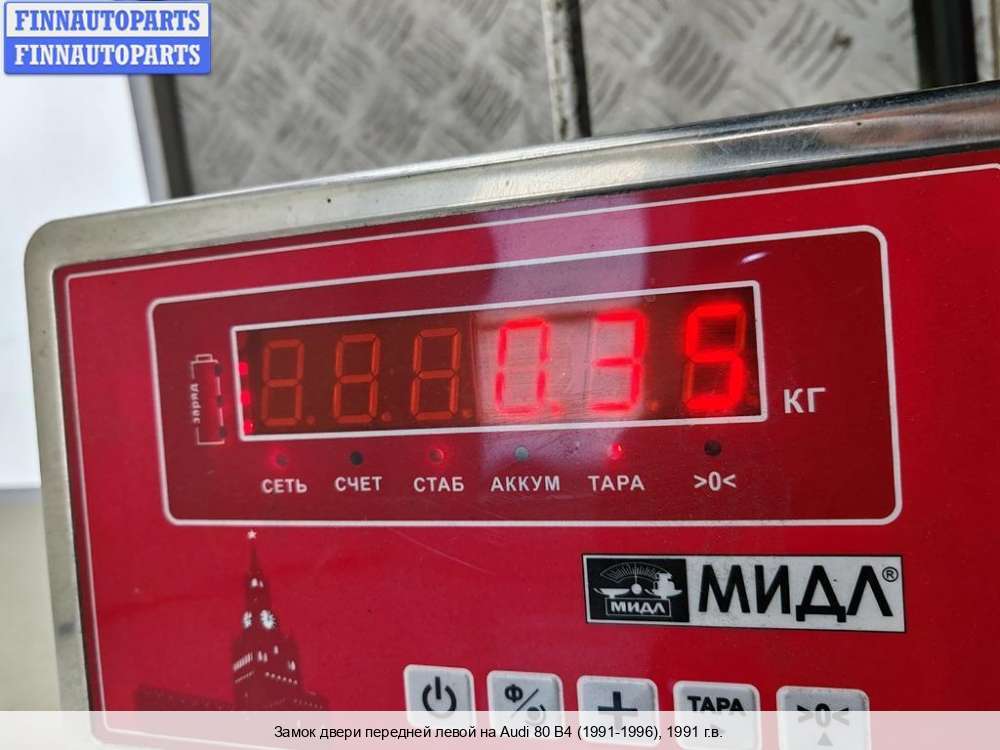 FINNAUTOPARTS
FINNAUTOPARTS
0.35
КГ
заряд
СЕТЬ СЧЕТ СТАБ АККУМ ТАРА >0<
МИДЛ МИДЛ®
Ф/ + ТАРА >0<
Замок двери передней левой на Audi 80 B4 (1991-1996), 1991 г.в.